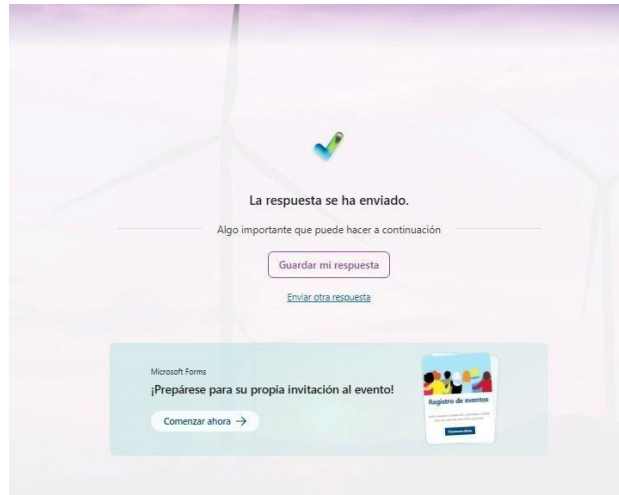 La respuesta se ha enviado.
Algo importante que puede hacer a continuación
Guardar mi respuesta
Enviar otra respuesta
Microsoft Forms
¡Prepárese para su propia invitación al evento!
Comenzar ahora →
Registro de eventos